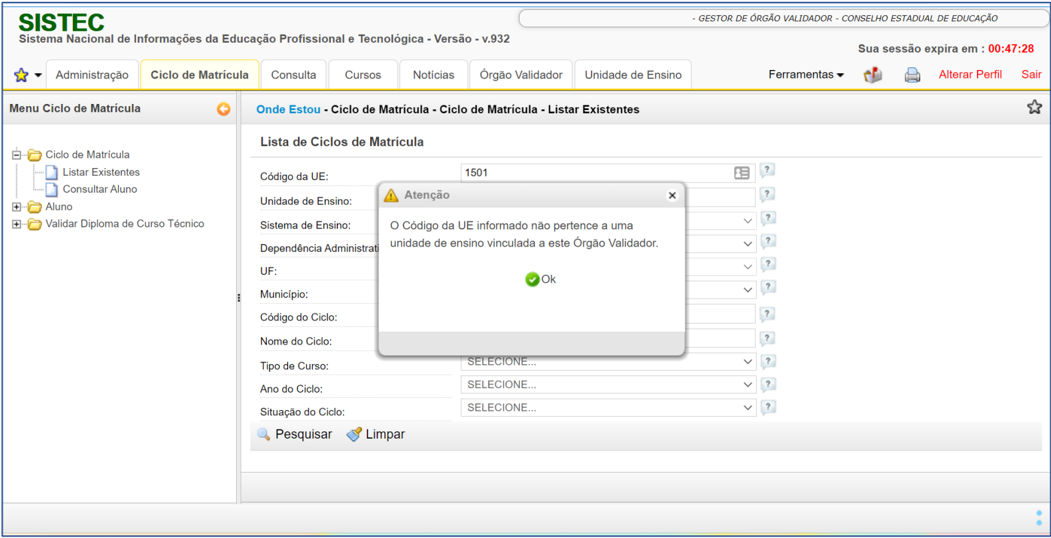 SISTEC
Sistema Nacional de Informações da Educação Profissional e Tecnológica - Versão - v.932
- GESTOR DE ÓRGÃO VALIDADOR - CONSELHO ESTADUAL DE EDUCAÇÃO
Sua sessão expira em : 00:47:28
Administração Ciclo de Matrícula Consulta Cursos Notícias Órgão Validador Unidade de Ensino Ferramentas Alterar Perfil Sair
Menu Ciclo de Matrícula
Onde Estou - Ciclo de Matrícula - Ciclo de Matrícula - Listar Existentes
Ciclo de Matrícula
Listar Existentes
Consultar Aluno
Aluno
Validar Diploma de Curso Técnico
Lista de Ciclos de Matrícula
Código da UE: 1501
Unidade de Ensino:
Sistema de Ensino:
Dependência Administrati
UF:
Município:
Código do Ciclo:
Nome do Ciclo:
Tipo de Curso: SELECIONE...
Ano do Ciclo: SELECIONE...
Situação do Ciclo: SELECIONE...
Pesquisar Limpar
Atenção
O Código da UE informado não pertence a uma
unidade de ensino vinculada a este Órgão Validador.
Ok